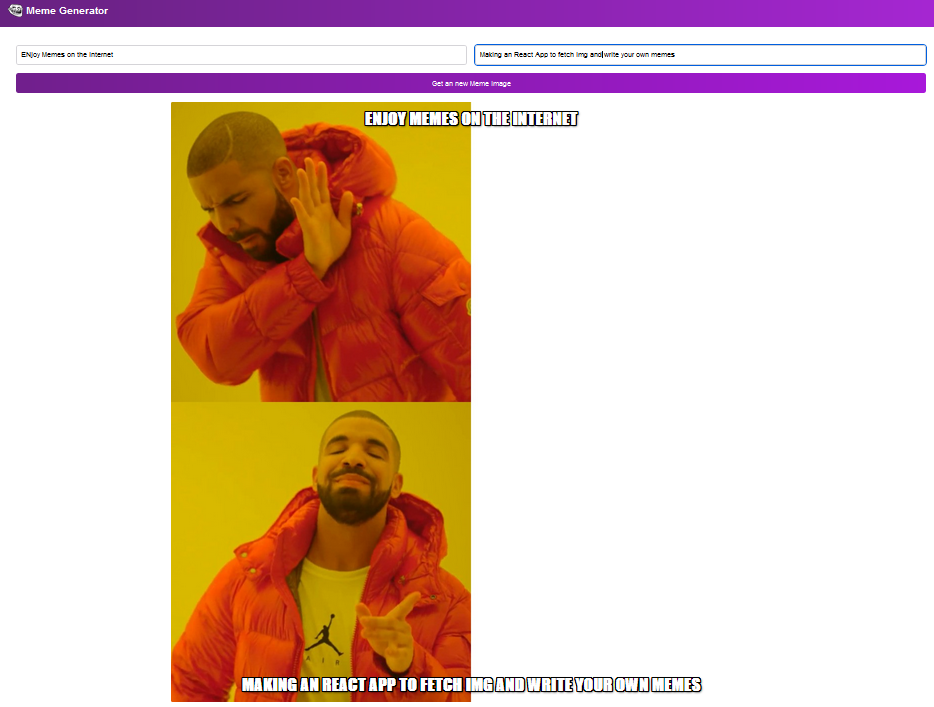 Meme Generator
ENjoy Memes on the Internet
Making an React App to fetch img and write your own memes
Get an new Meme Image
ENJOY MEMES ON THE INTERNET
AIR
MAKING AN REACT APP TO FETCH IMG AND WRITE YOUR OWN MEMES